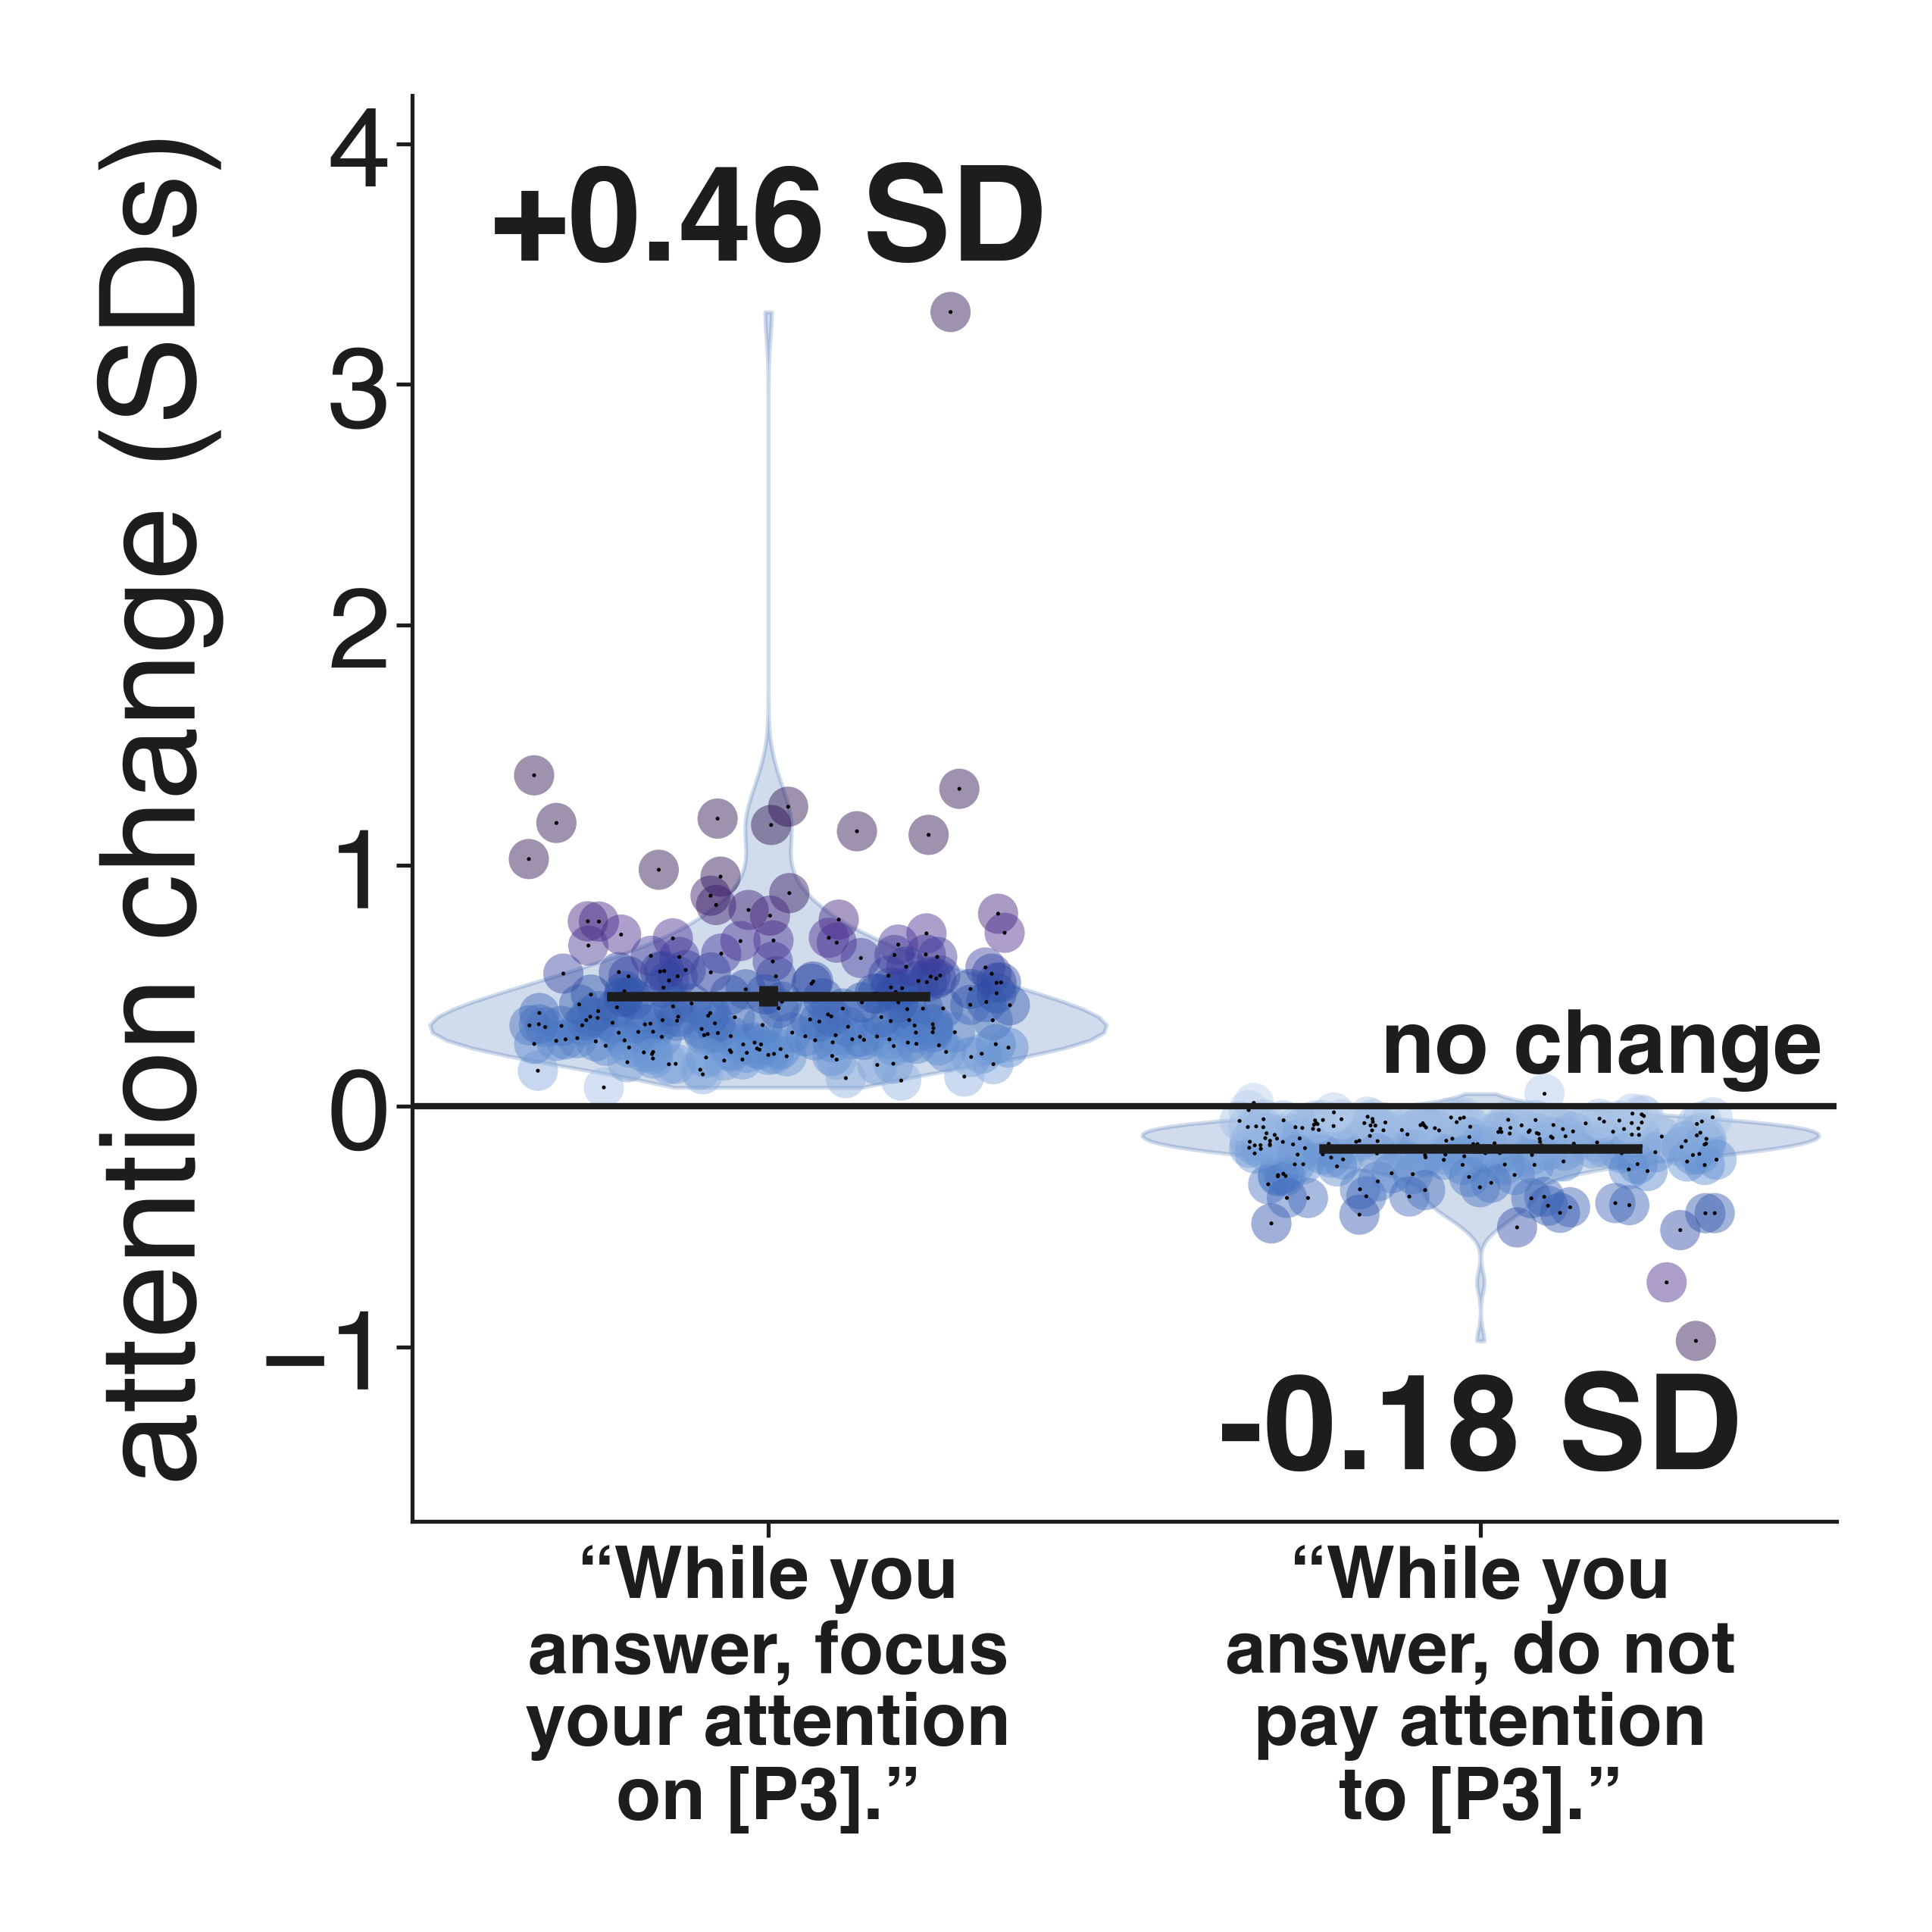 attention change (SDs)
4
3
2
1
0
−1
+0.46 SD
no change
-0.18 SD
“While you
answer, focus
your attention
on [P3].”
“While you
answer, do not
pay attention
to [P3].”